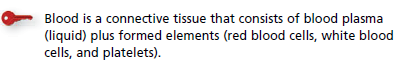 Blood is a connective tissue that consists of blood plasma
(liquid) plus formed elements (red blood cells, white blood
cells, and platelets).